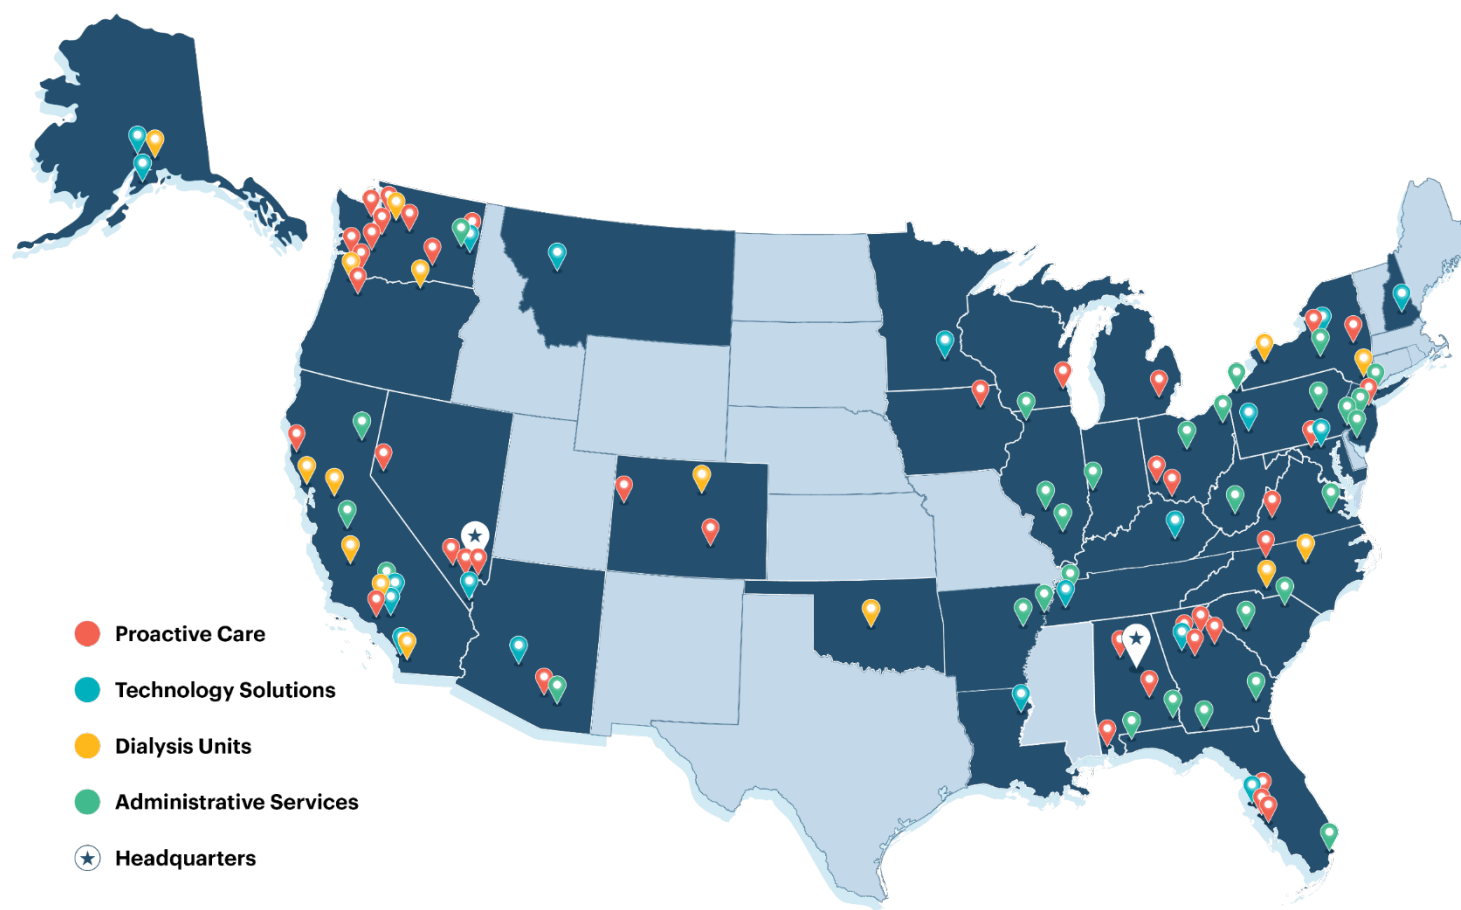 Proactive Care
Technology Solutions
Dialysis Units
Administrative Services
Headquarters